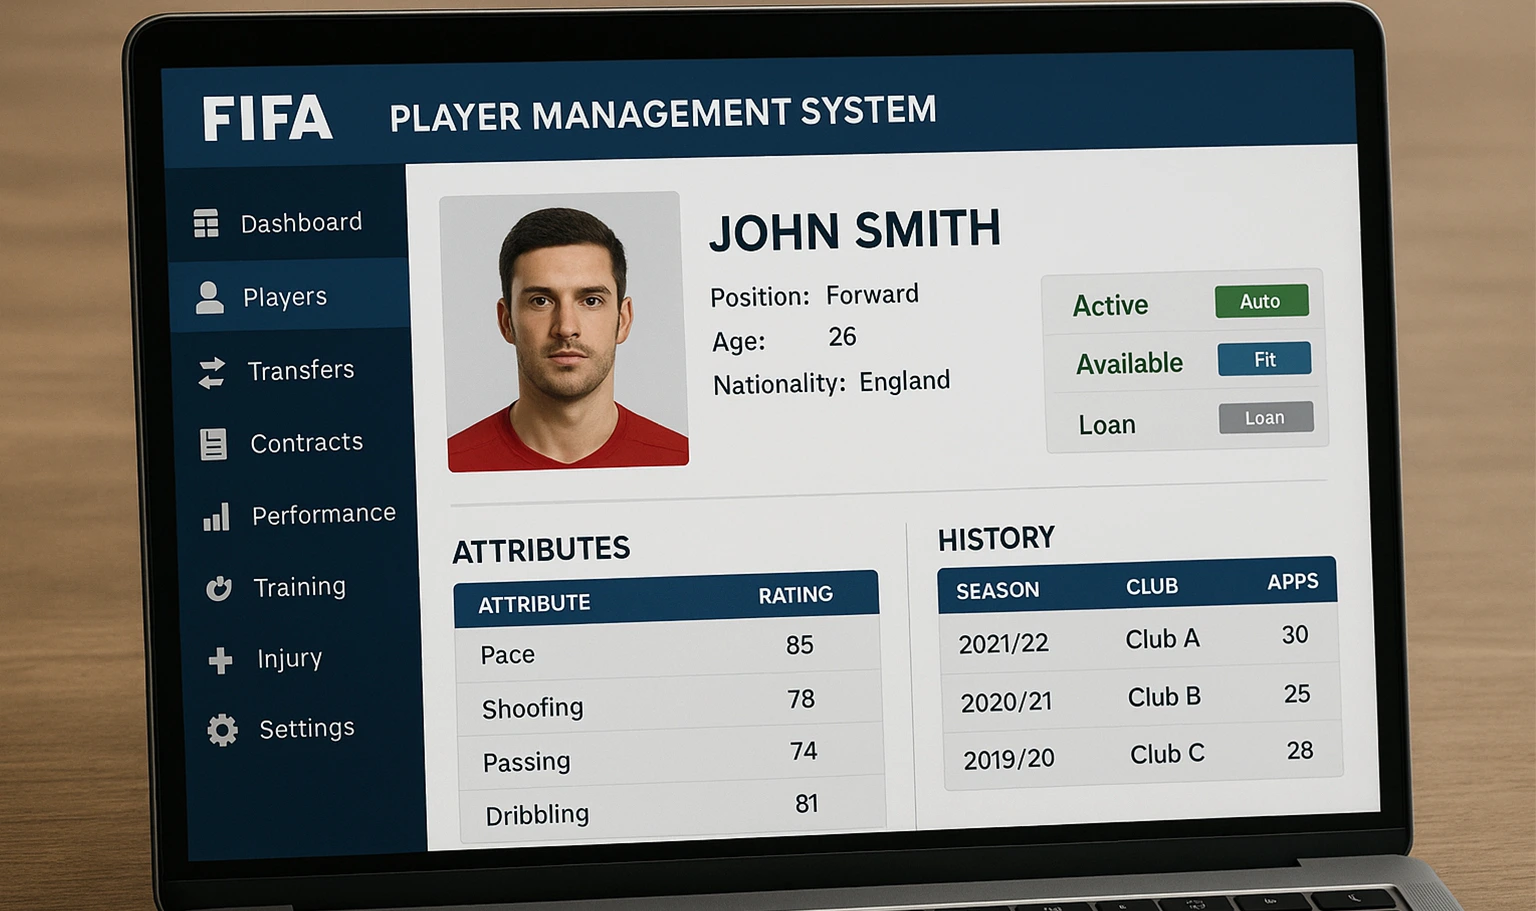 FIFA PLAYER MANAGEMENT SYSTEM
Dashboard
Players
Transfers
Contracts
Performance
Training
Injury
Settings
JOHN SMITH
Position: Forward
Age: 26
Nationality: England
Active Auto
Available Fit
Loan Loan
ATTRIBUTES
ATTRIBUTE RATING
Pace 85
Shoofing 78
Passing 74
Dribbling 81
HISTORY
SEASON CLUB APPS
2021/22 Club A 30
2020/21 Club B 25
2019/20 Club C 28